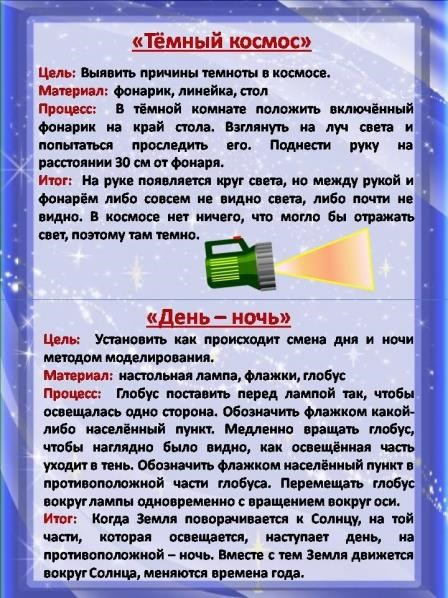 «Тёмный космос»
Цель: Выявить причины темноты в космосе.
Материал: фонарик, линейка, стол
Процесс: В тёмной комнате положить включённый
фонарик на край стола. Взглянуть на луч света и
попытаться проследить его. Поднести руку на
расстоянии 30 см от фонаря.
Итог: На руке появляется круг света, но между рукой и
фонарём либо совсем не видно света, либо почти не
видно. В космосе нет ничего, что могло бы отражать
свет, поэтому там темно.
«День – ночь»
Цель: Установить как происходит смена дня и ночи
методом моделирования.
Материал: настольная лампа, флажки, глобус
Процесс: Глобус поставить перед лампой так, чтобы
освещалась одно сторона. Обозначить флажком какой-
либо населённый пункт. Медленно вращать глобус,
чтобы наглядно было видно, как освещённая часть
уходит в тень. Обозначить флажком населённый пункт в
противоположной части глобуса. Перемещать глобус
вокруг лампы одновременно с вращением вокруг оси.
Итог: Когда Земля поворачивается к Солнцу, на той
части, которая освещается, наступает день, на
противоположной – ночь. Вместе с тем Земля движется
вокруг Солнца, меняются времена года.